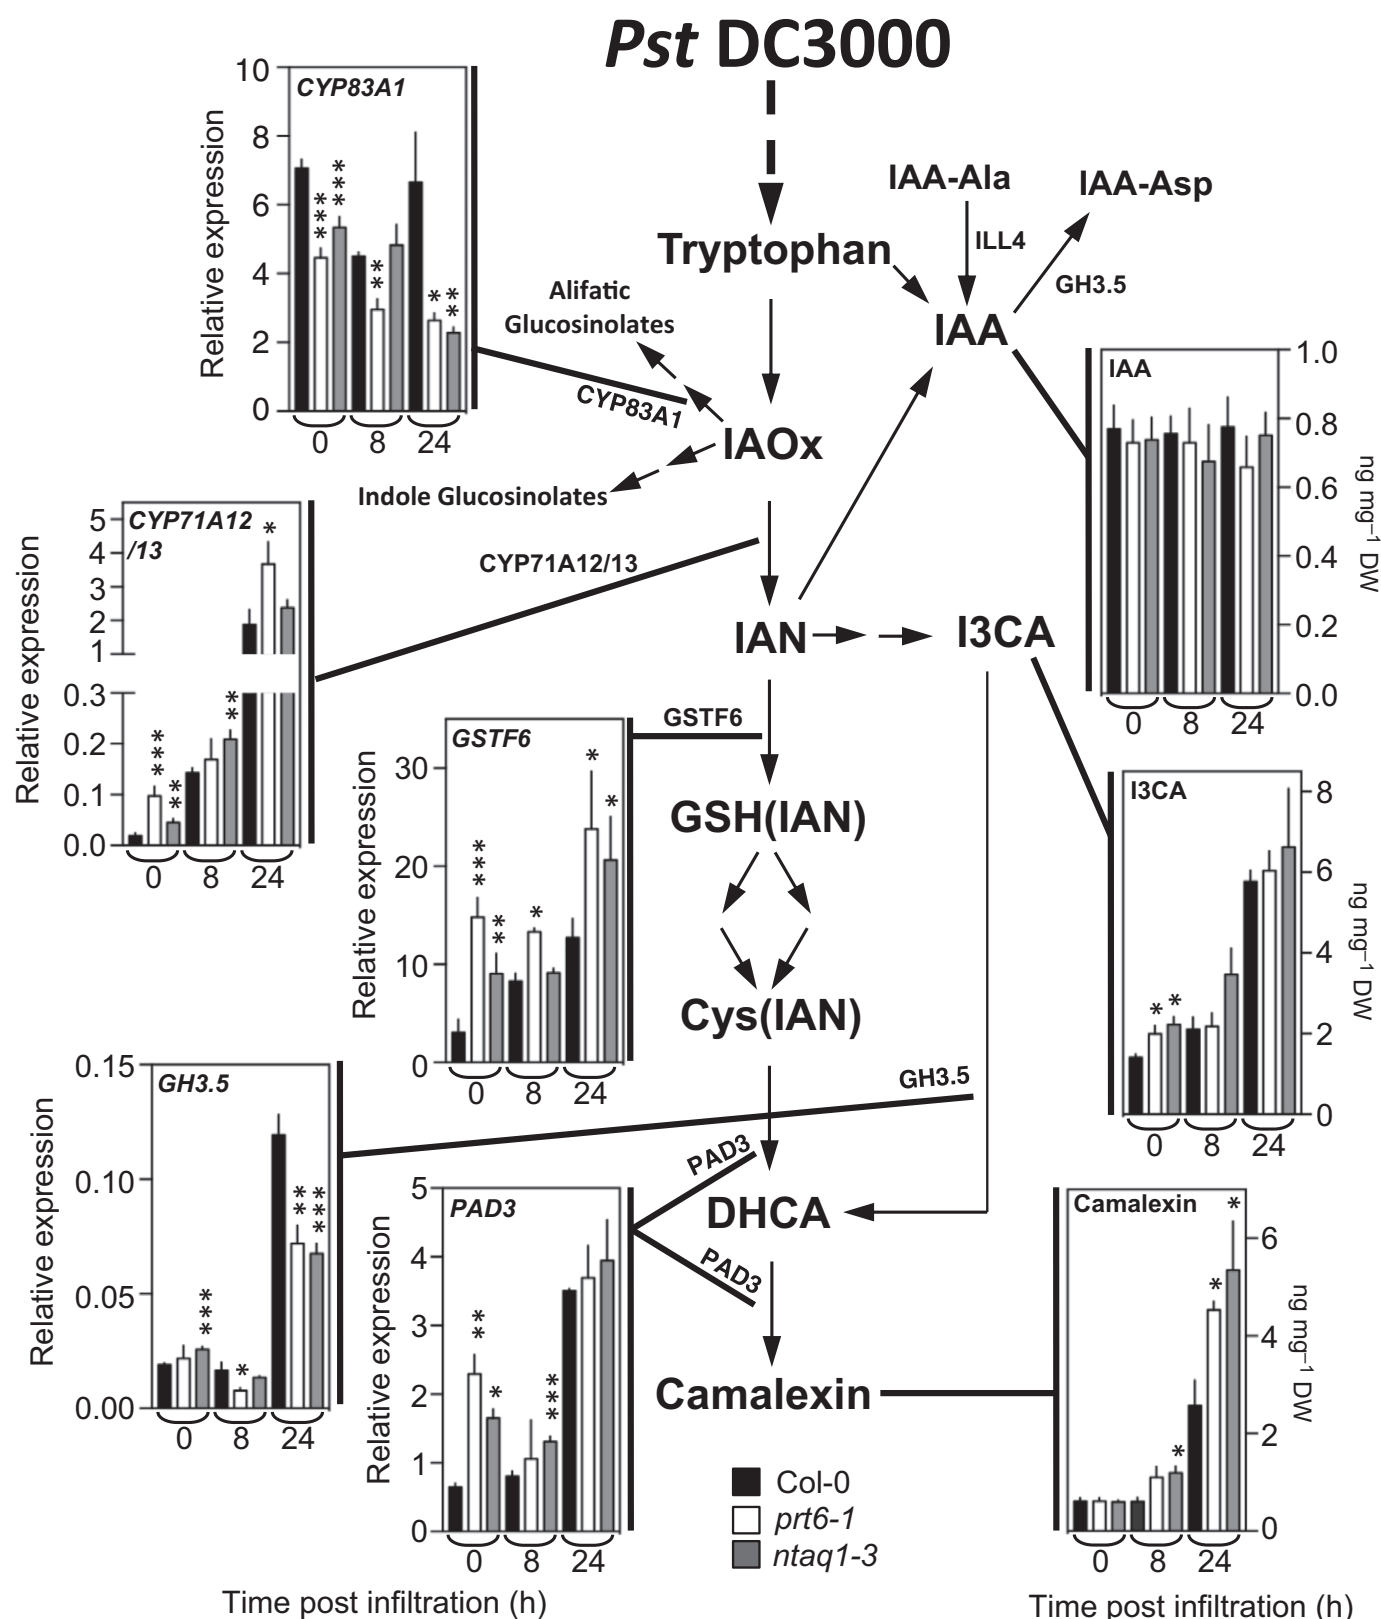 Pst DC3000
CYP83A1
Relative expression
10
8
6
4
2
0
***
***
**
*
**
0 8 24
IAA-Ala
IAA-Asp
ILL4
GH3.5
Tryptophan
IAA
Alifatic
Glucosinolates
CYP83A1
IAOx
Indole Glucosinolates
IAA
1.0
0.8
0.6
0.4
0.2
0.0
ng mg–1 DW
0 8 24
CYP71A12
/13
Relative expression
5
4
3
2
1
0.3
0.2
0.1
0.0
***
**
**
*
0 8 24
CYP71A12/13
IAN
I3CA
GSTF6
GSTF6
Relative expression
30
20
10
0
***
**
*
*
*
0 8 24
GSH(IAN)
Cys(IAN)
I3CA
8
6
4
2
0
ng mg–1 DW
*
*
0 8 24
GH3.5
GH3.5
Relative expression
0.15
0.10
0.05
0.00
***
*
**
***
0 8 24
PAD3
DHCA
PAD3
PAD3
Relative expression
5
4
3
2
1
0
**
*
***
0 8 24
Camalexin
Camalexin
6
4
2
0
ng mg–1 DW
*
*
*
0 8 24
Col-0
prt6-1
ntaq1-3
Time post infiltration (h)
Time post infiltration (h)